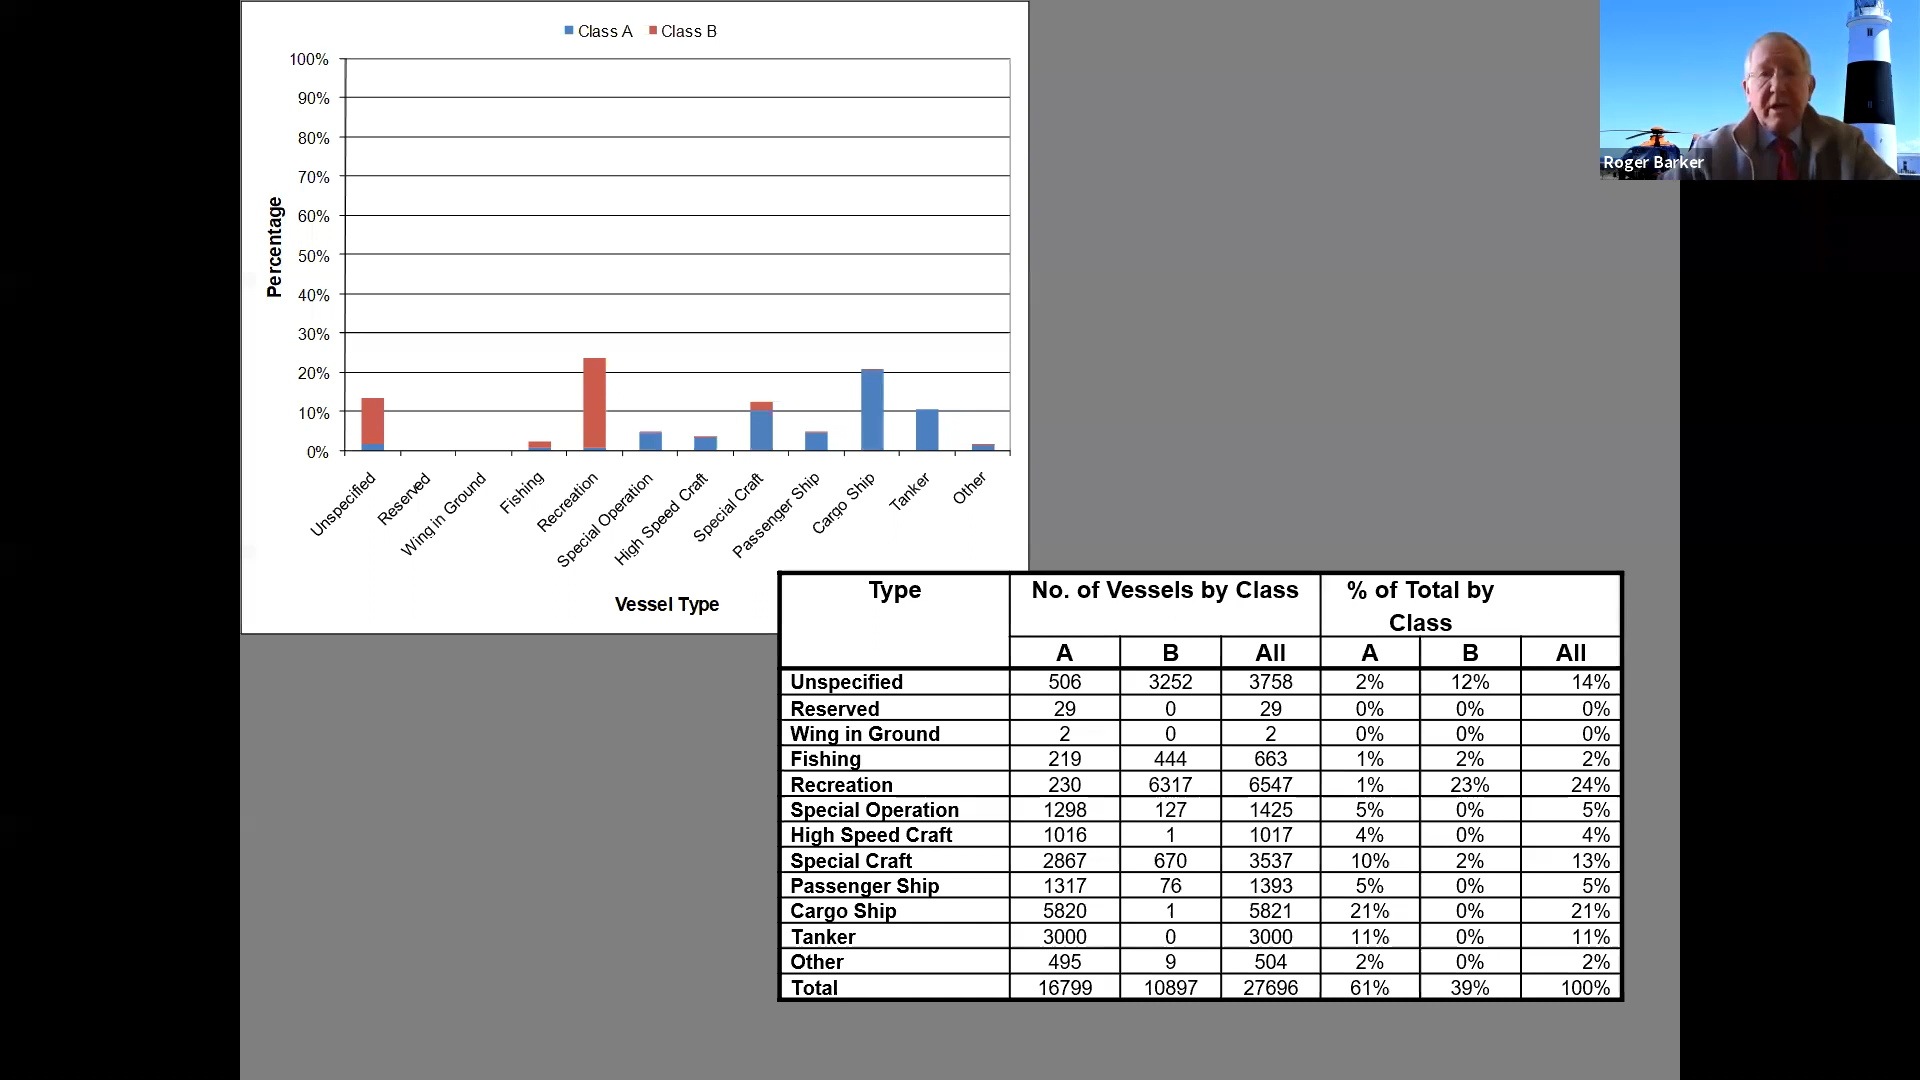 Class A Class B
100%
90%
80%
70%
60%
50%
40%
30%
20%
10%
0%
Percentage
Unspecified
Reserved
Wing in Ground
Fishing
Recreation
Special Operation
High Speed Craft
Special Craft
Passenger Ship
Cargo Ship
Tanker
Other
Vessel Type
Roger Barker
Type No. of Vessels by Class % of Total by
Class
A B All A B All
Unspecified 506 3252 3758 2% 12% 14%
Reserved 29 0 29 0% 0% 0%
Wing in Ground 2 0 2 0% 0% 0%
Fishing 219 444 663 1% 2% 2%
Recreation 230 6317 6547 1% 23% 24%
Special Operation 1298 127 1425 5% 0% 5%
High Speed Craft 1016 1 1017 4% 0% 4%
Special Craft 2867 670 3537 10% 2% 13%
Passenger Ship 1317 76 1393 5% 0% 5%
Cargo Ship 5820 1 5821 21% 0% 21%
Tanker 3000 0 3000 11% 0% 11%
Other 495 9 504 2% 0% 2%
Total 16799 10897 27696 61% 39% 100%